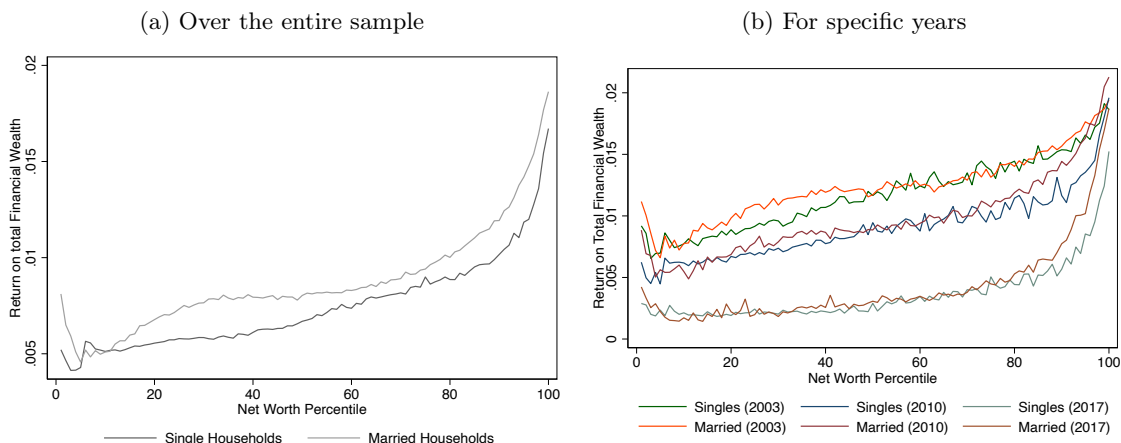 (a) Over the entire sample
Return on total Financial Wealth
.02
.015
.01
.005
0 20 40 60 80 100
Net Worth Percentile
Single Households Married Households
(b) For specific years
Return on Total Financial Wealth
.02
.015
.01
.005
0
0 20 40 60 80 100
Net Worth Percentile
Singles (2003) Singles (2010) Singles (2017)
Married (2003) Married (2010) Married (2017)